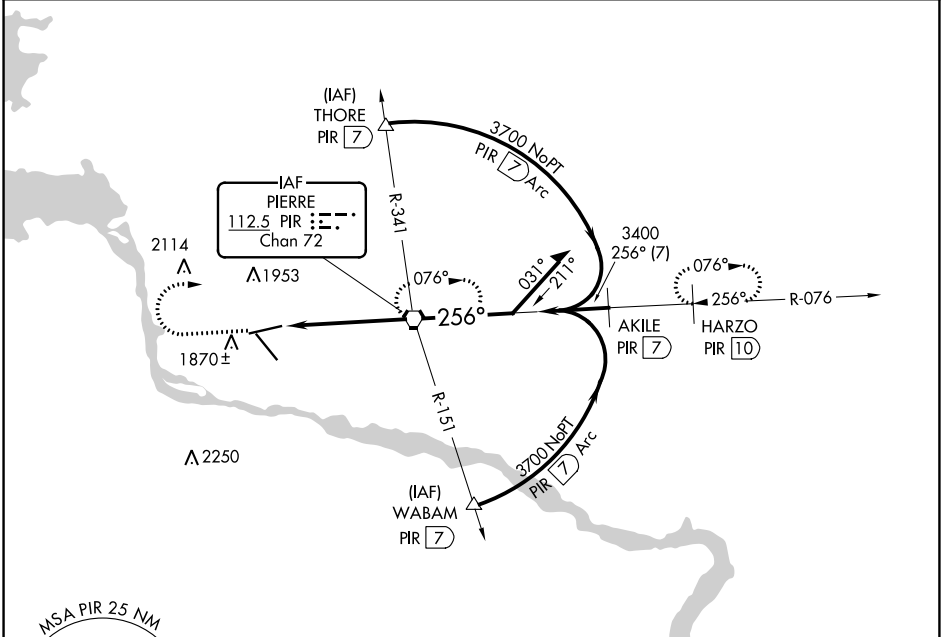 (IAF)
THORE
PIR 7
3700 NoPT
PIR 7 Arc
IAF
PIERRE
112.5 PIR
Chan 72
R-341
2114
1953
076°
031°
211°
3400
256° (7)
076°
256°
R-076
256°
AKILE
PIR 7
HARZO
PIR 10
1870±
R-151
2250
3700 NoPT
PIR 7 Arc
(IAF)
WABAM
PIR 7
MSA PIR 25 NM